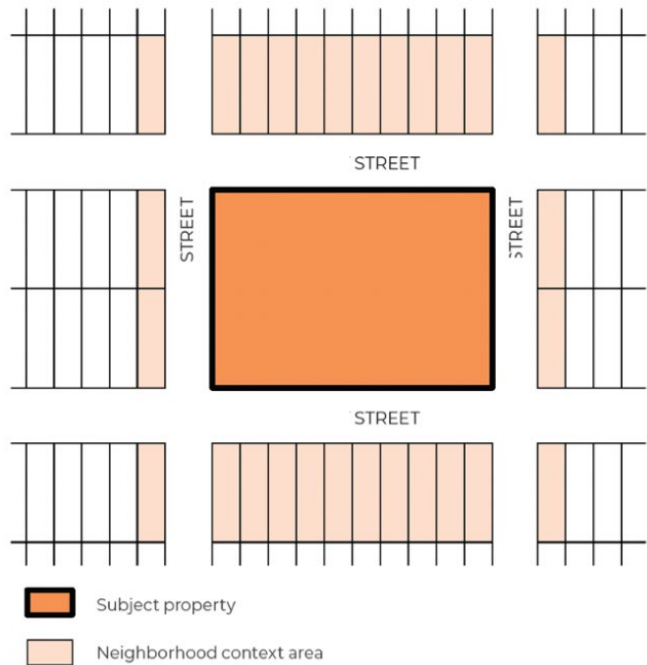 STREET
STREET
STREET
STREET
Subject property
Neighborhood context area